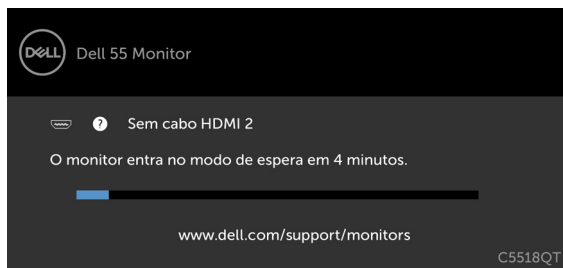 DELL
Dell 55 Monitor
? Sem cabo HDMI 2
O monitor entra no modo de espera em 4 minutos.
www.dell.com/support/monitors
C5518QT